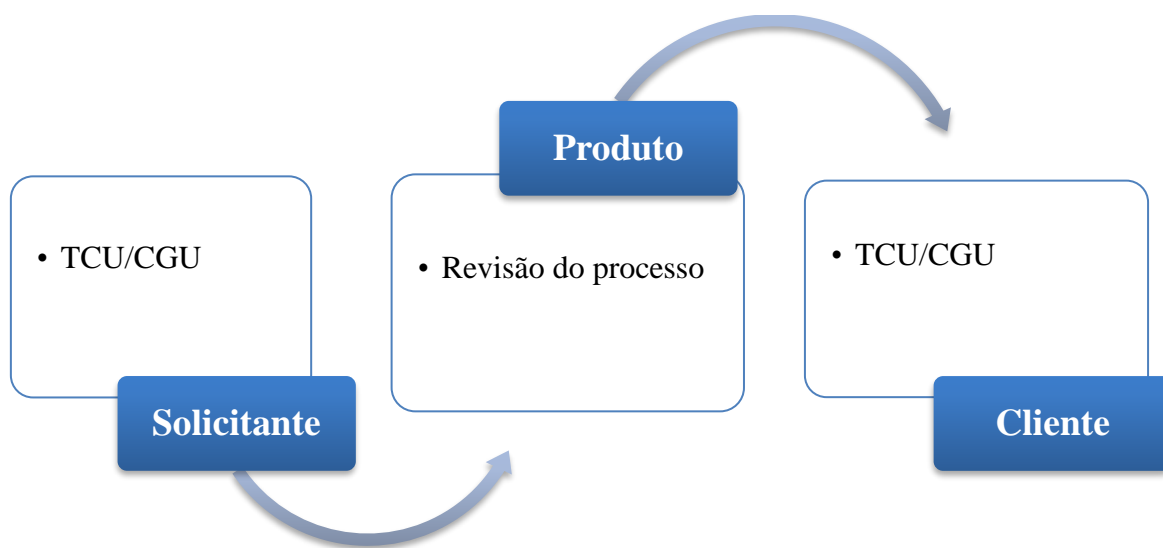 • TCU/CGU
Solicitante
Produto
• Revisão do processo
• TCU/CGU
Cliente